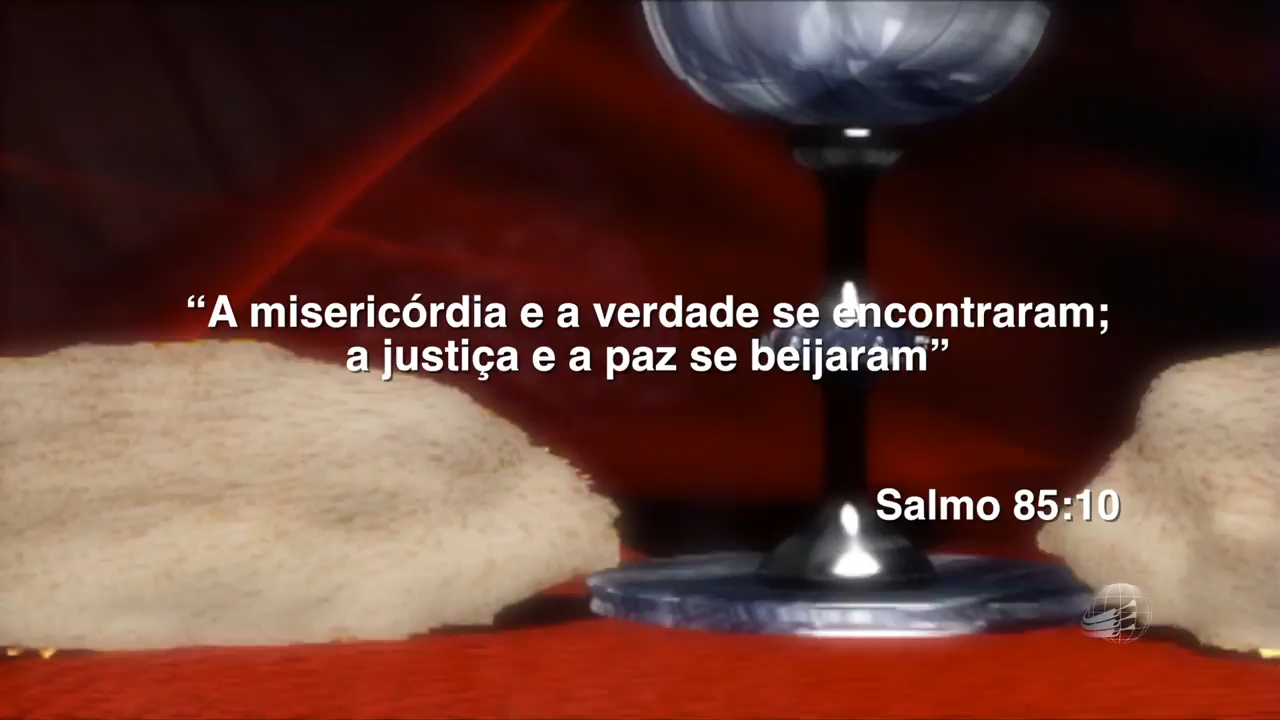 “A misericórdia e a verdade se encontraram;
a justiça e a paz se beijaram”
Salmo 85:10